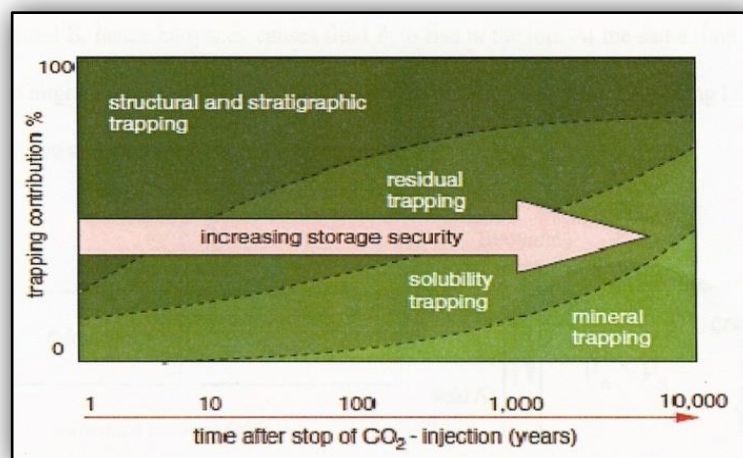 100
structural and stratigraphic
trapping
residual
trapping
increasing storage security
solubility
trapping
mineral
trapping
0
trapping contribution %
1 10 100 1,000 10,000
time after stop of CO₂ - injection (years)